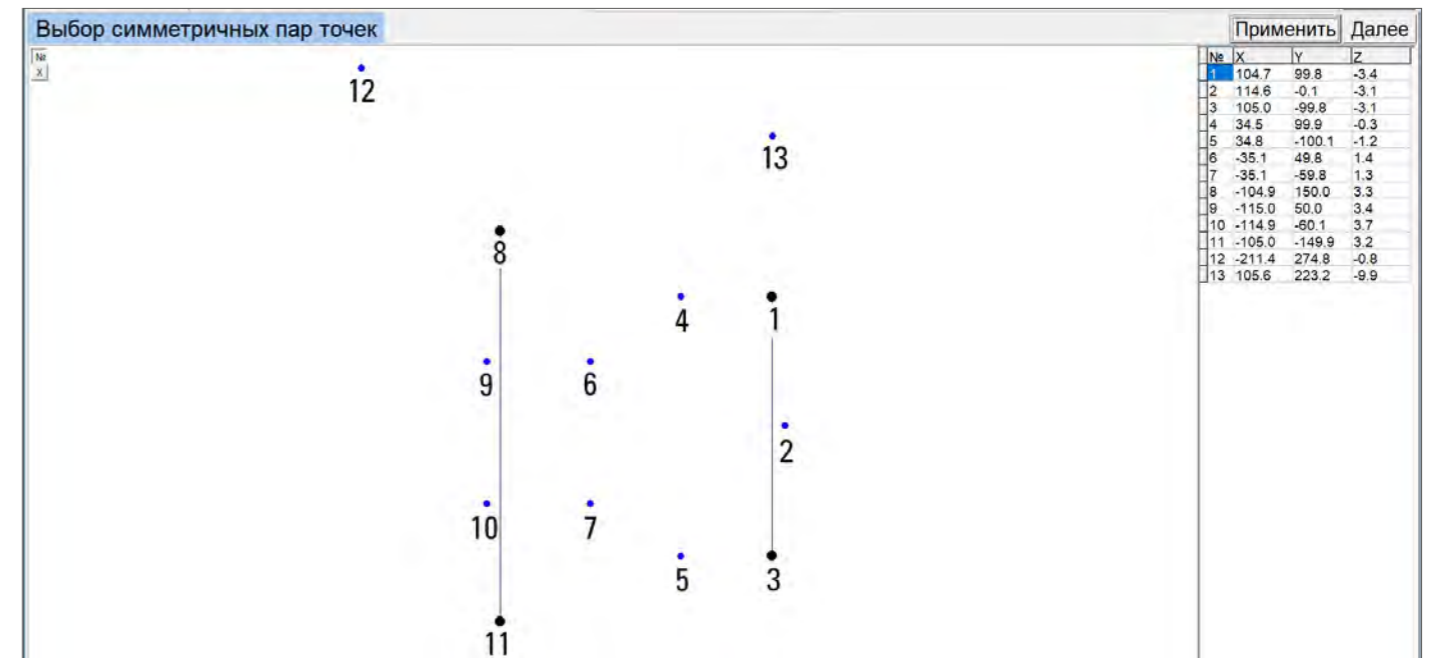 Выбор симметричных пар точек Применить Далее
№
X
12
13
8
4 1
9 6
2
10 7
5 3
11
№ X Y Z
1 104.7 99.8 -3.4
2 114.6 -0.1 -3.1
3 105.0 -99.8 -3.1
4 34.5 99.9 -0.3
5 34.8 -100.1 -1.2
6 -35.1 49.8 1.4
7 -35.1 -59.8 1.3
8 -104.9 150.0 3.3
9 -115.0 50.0 3.4
10 -114.9 -60.1 3.7
11 -105.0 -149.9 3.2
12 -211.4 274.8 -0.8
13 105.6 223.2 -9.9